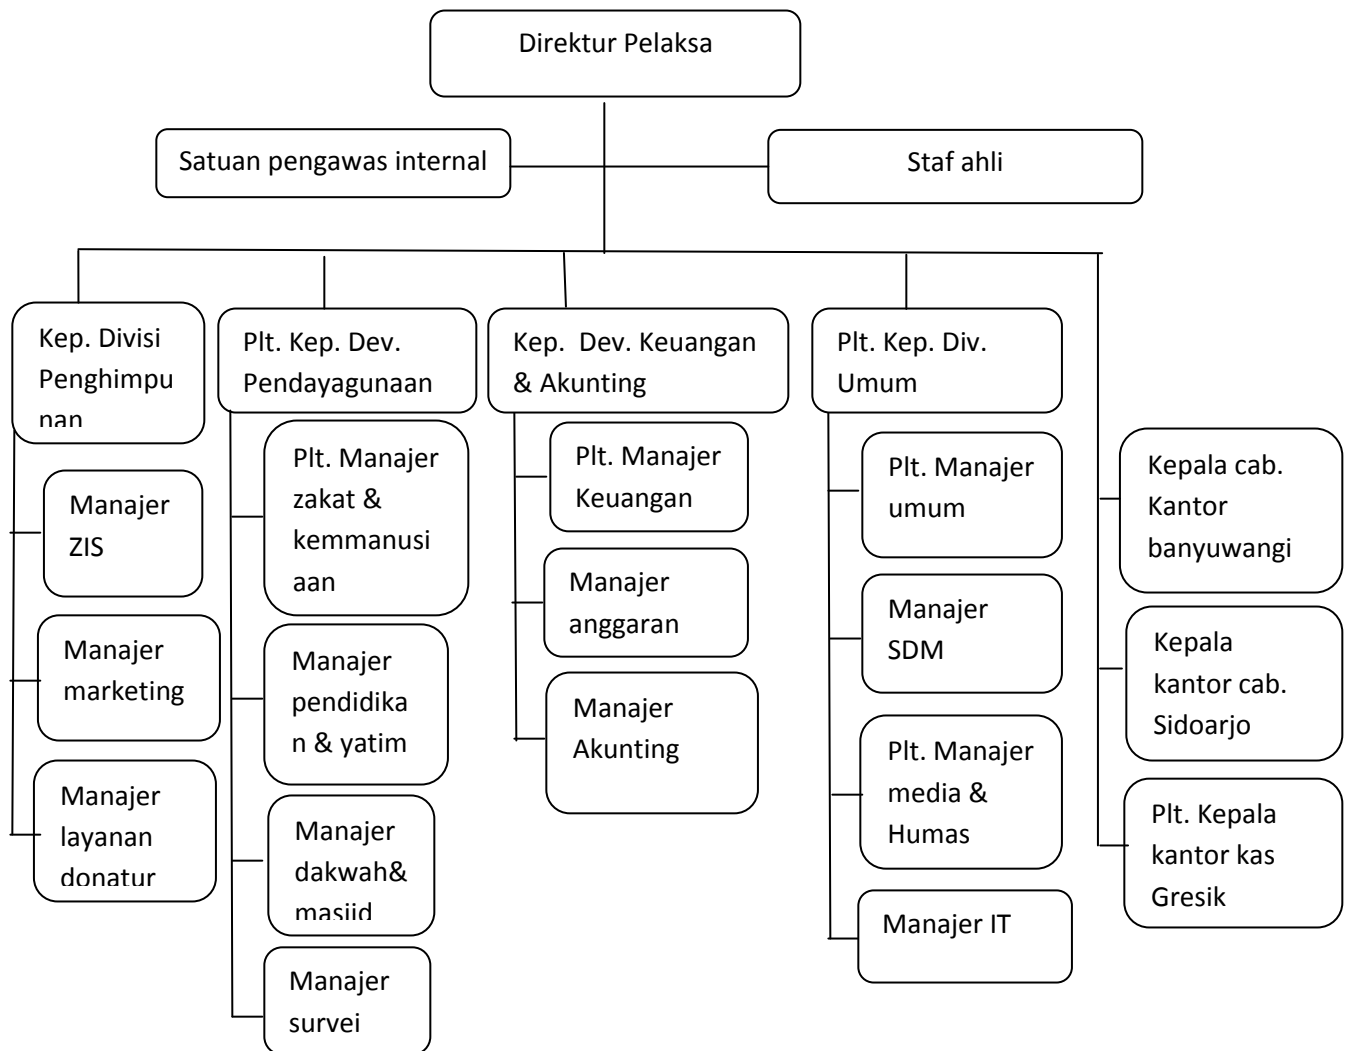 Direktur Pelaksa
Satuan pengawas internal
Staf ahli
Kep. Divisi
Penghimpu
nan
Manajer
ZIS
Manajer
marketing
Manajer
layanan
donatur
Plt. Kep. Dev.
Pendayagunaan
Plt. Manajer
zakat &
kemmanusi
aan
Manajer
pendidika
n & yatim
Manajer
dakwah&
masjid
Manajer
survei
Kep. Dev. Keuangan
& Akunting
Plt. Manajer
Keuangan
Manajer
anggaran
Manajer
Akunting
Plt. Kep. Div.
Umum
Plt. Manajer
umum
Manajer
SDM
Plt. Manajer
media &
Humas
Manajer IT
Kepala cab.
Kantor
banyuwangi
Kepala
kantor cab.
Sidoarjo
Plt. Kepala
kantor kas
Gresik